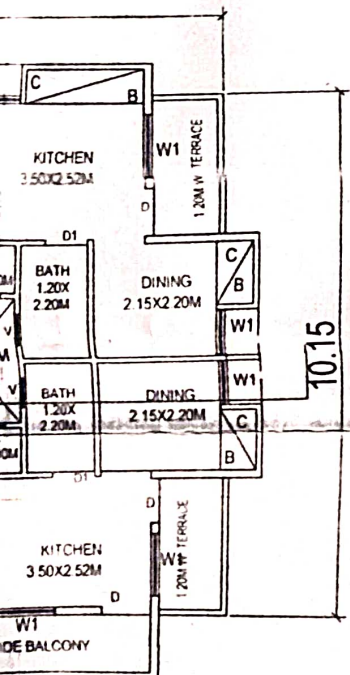 C
B
KITCHEN
3.50X2.52M
W1
1.20M W TERRACE
D
D1
BATH
1.20X
2.20M
DINING
2.15X2.20M
C
B
W1
10.15
V
M
V
W1
BATH
1.20X
2.20M
DINING
2.15X2.20M
C
B
D1
D
KITCHEN
3.50X2.52M
W1
1.20M W TERRACE
D
W1
DE BALCONY